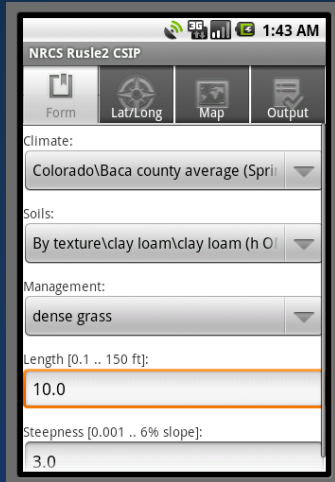 3G
1:43 AM
NRCS Rusle2 CSIP
Form
Lat/Long
Map
Output
Climate:
Colorado\Baca county average (Spri
Soils:
By texture\clay loam\clay loam (h O
Management:
dense grass
Length [0.1 .. 150 ft]:
10.0
Steepness [0.001 .. 6% slope]:
3.0